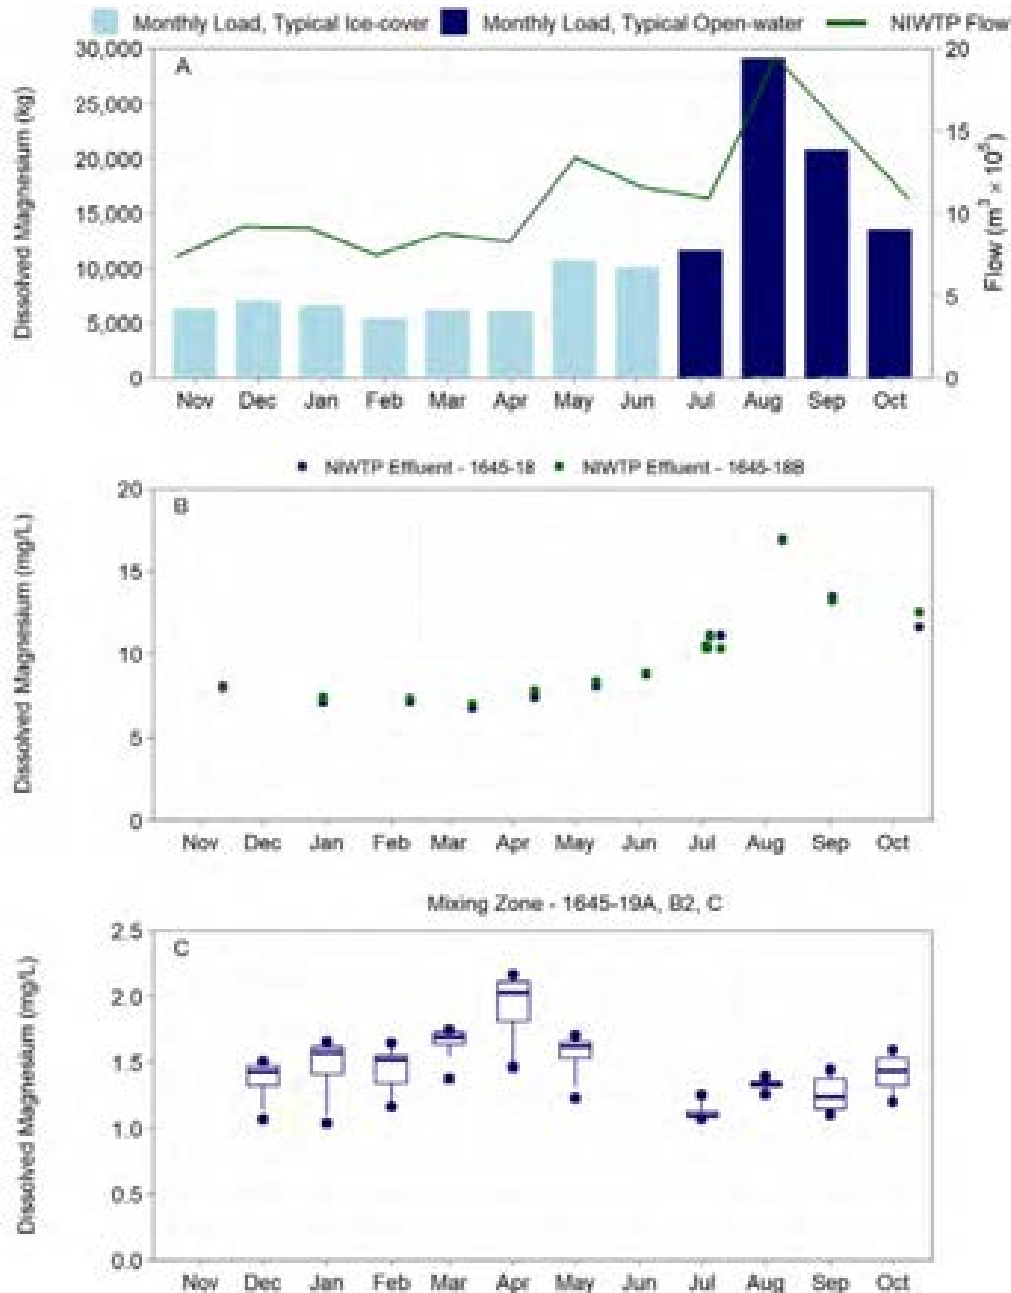 Monthly Load, Typical Ice-cover Monthly Load, Typical Open-water NIWTP Flow
A
30,000
25,000
20,000
15,000
10,000
5,000
0
Dissolved Magnesium (kg)
20
15
10
5
0
Flow (m³ × 10⁵)
Nov Dec Jan Feb Mar Apr May Jun Jul Aug Sep Oct
NIWTP Effluent - 1645-18 NIWTP Effluent - 1645-18B
B
20
15
10
5
0
Dissolved Magnesium (mg/L)
Nov Dec Jan Feb Mar Apr May Jun Jul Aug Sep Oct
Mixing Zone - 1645-19A, B2, C
C
2.5
2.0
1.5
1.0
0.5
0.0
Dissolved Magnesium (mg/L)
Nov Dec Jan Feb Mar Apr May Jun Jul Aug Sep Oct